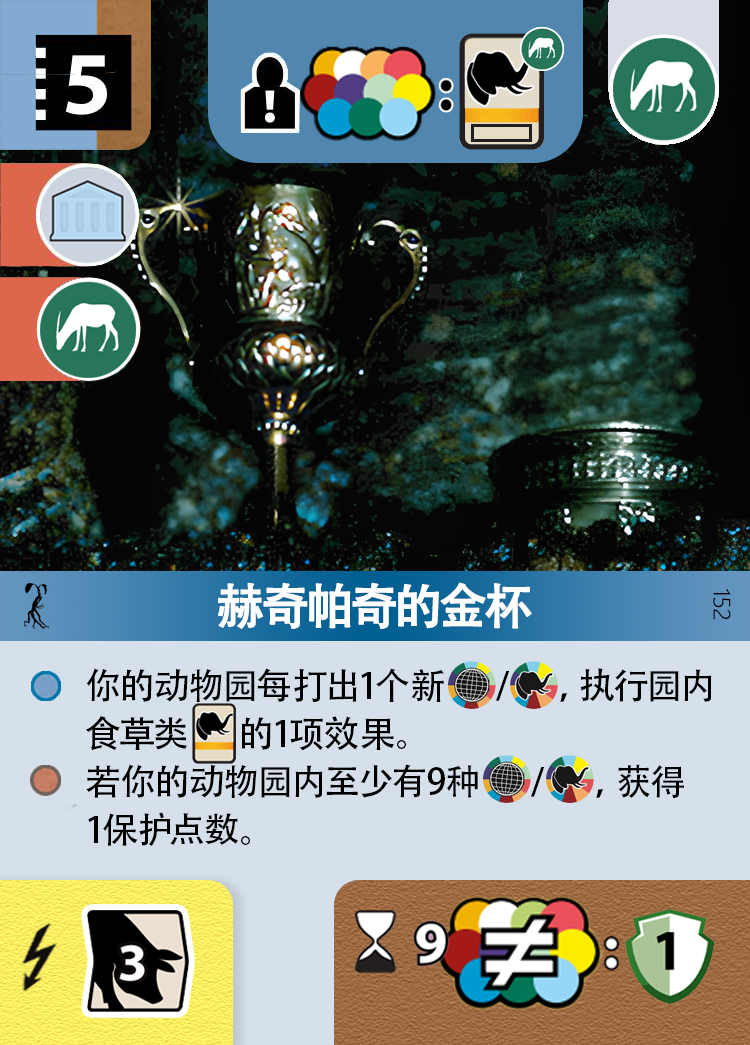 5
赫奇帕奇的金杯
152
你的动物园每打出1个新/，执行园内
食草类的1项效果。
若你的动物园内至少有9种/，获得
1保护点数。
3
9≠:1